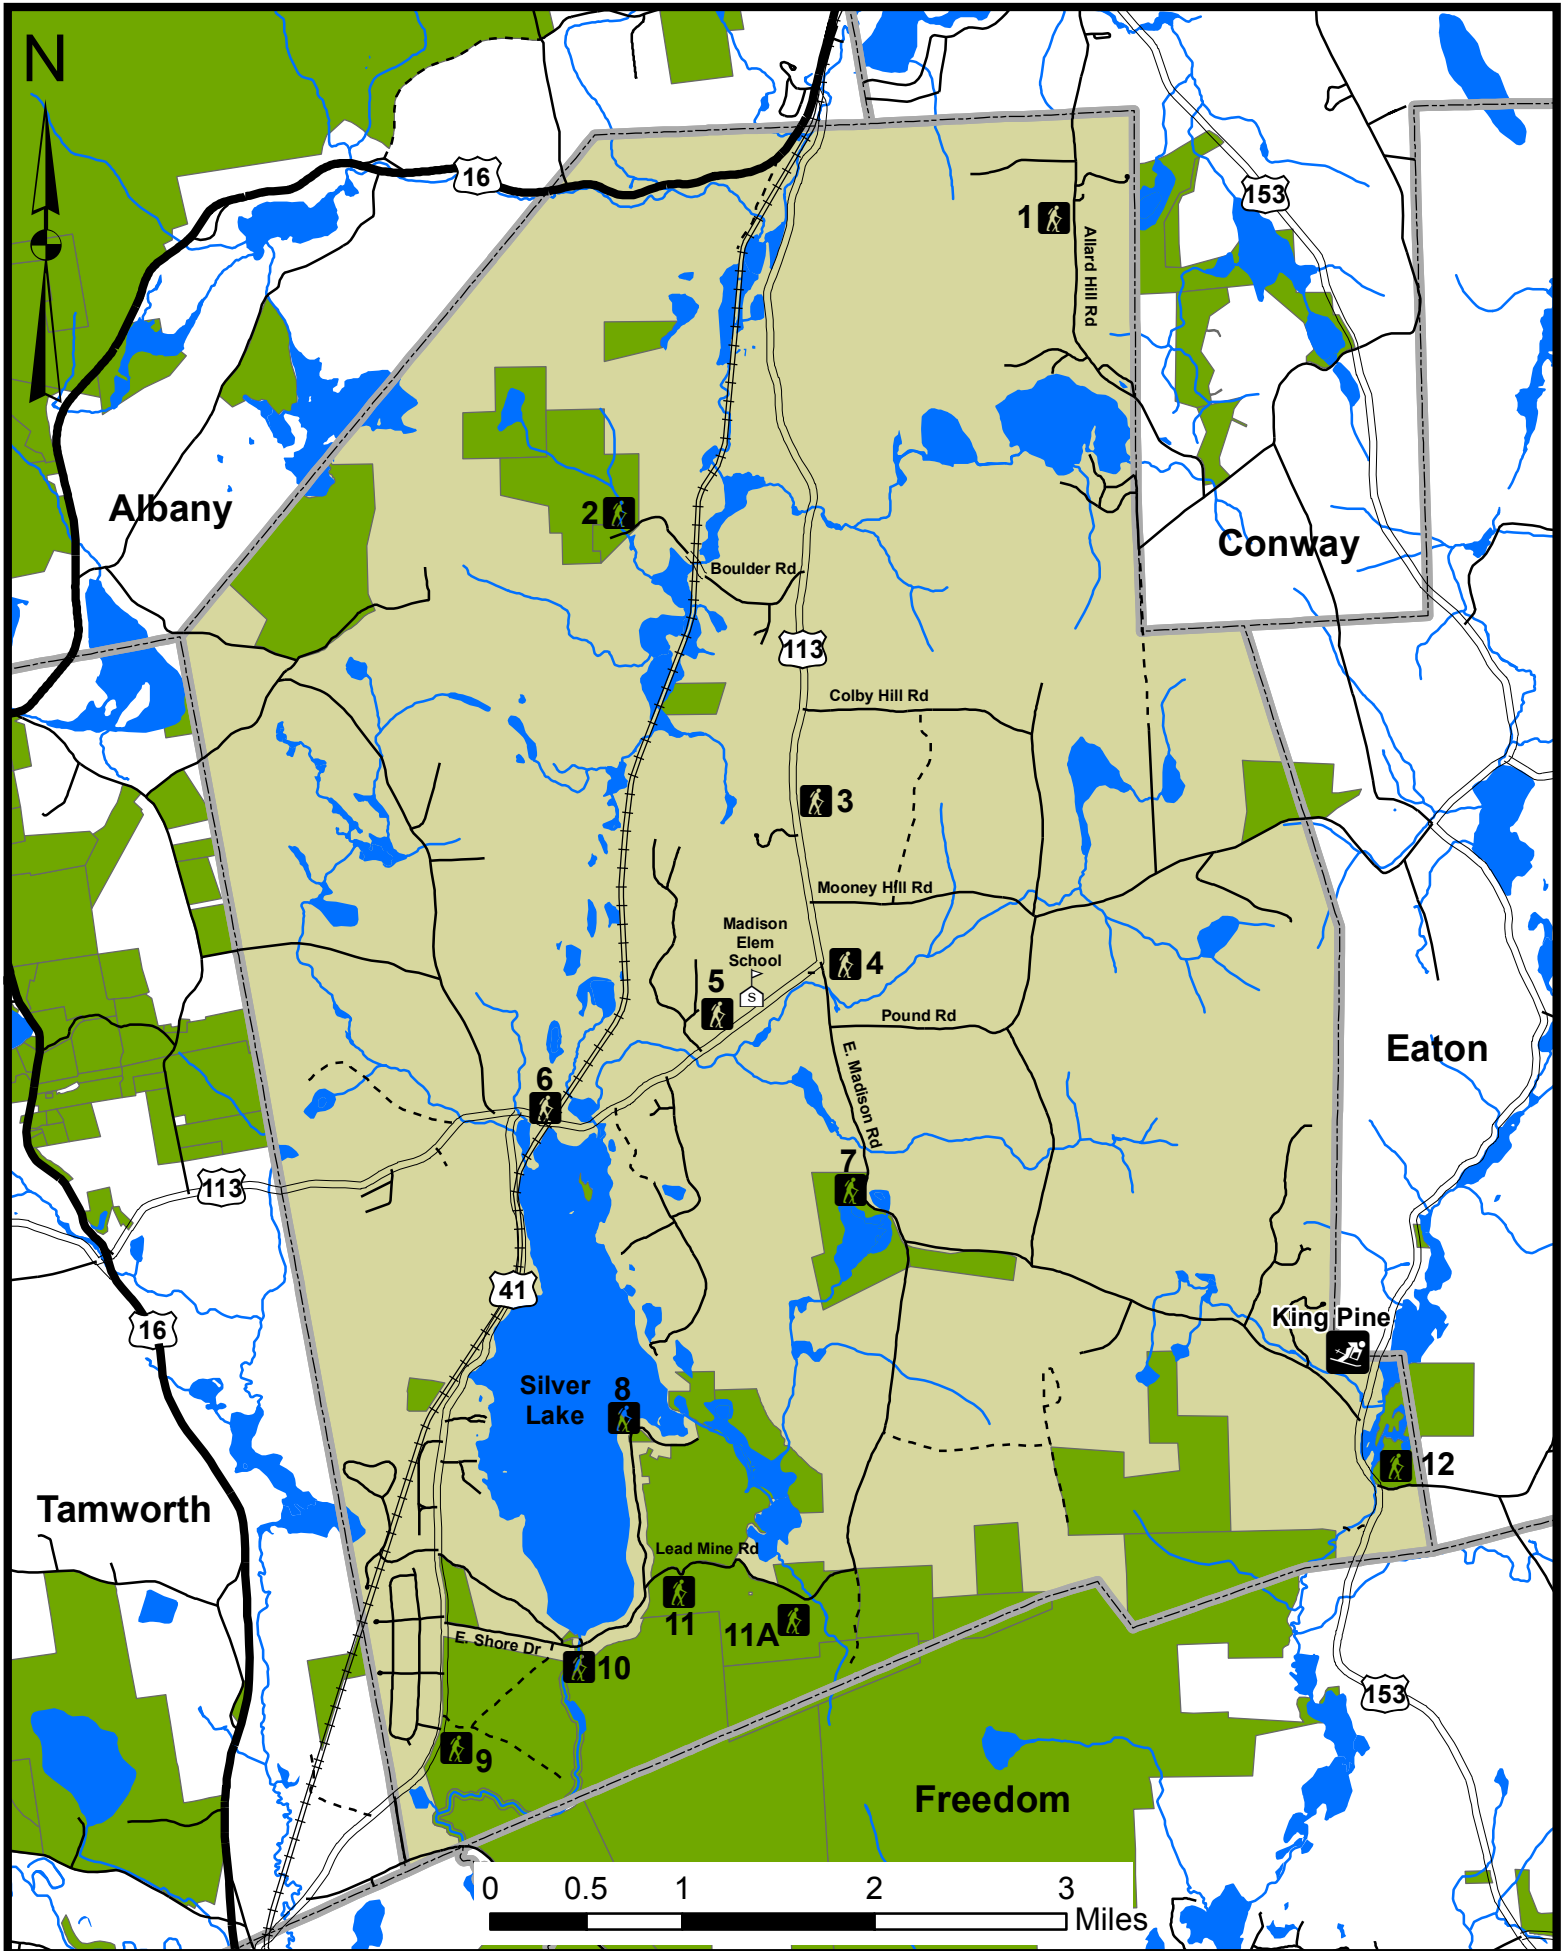 N
16
153
1
Allard Hill Rd
Albany
2
Conway
Boulder Rd
113
Colby Hill Rd
3
Mooney Hill Rd
Madison
Elem
School
S
4
5
Pound Rd
Eaton
E. Madison Rd
6
7
113
41
16
King Pine
Silver
Lake
8
12
Tamworth
Lead Mine Rd
11
11A
E. Shore Dr
10
153
9
Freedom
0 0.5 1 2 3
Miles